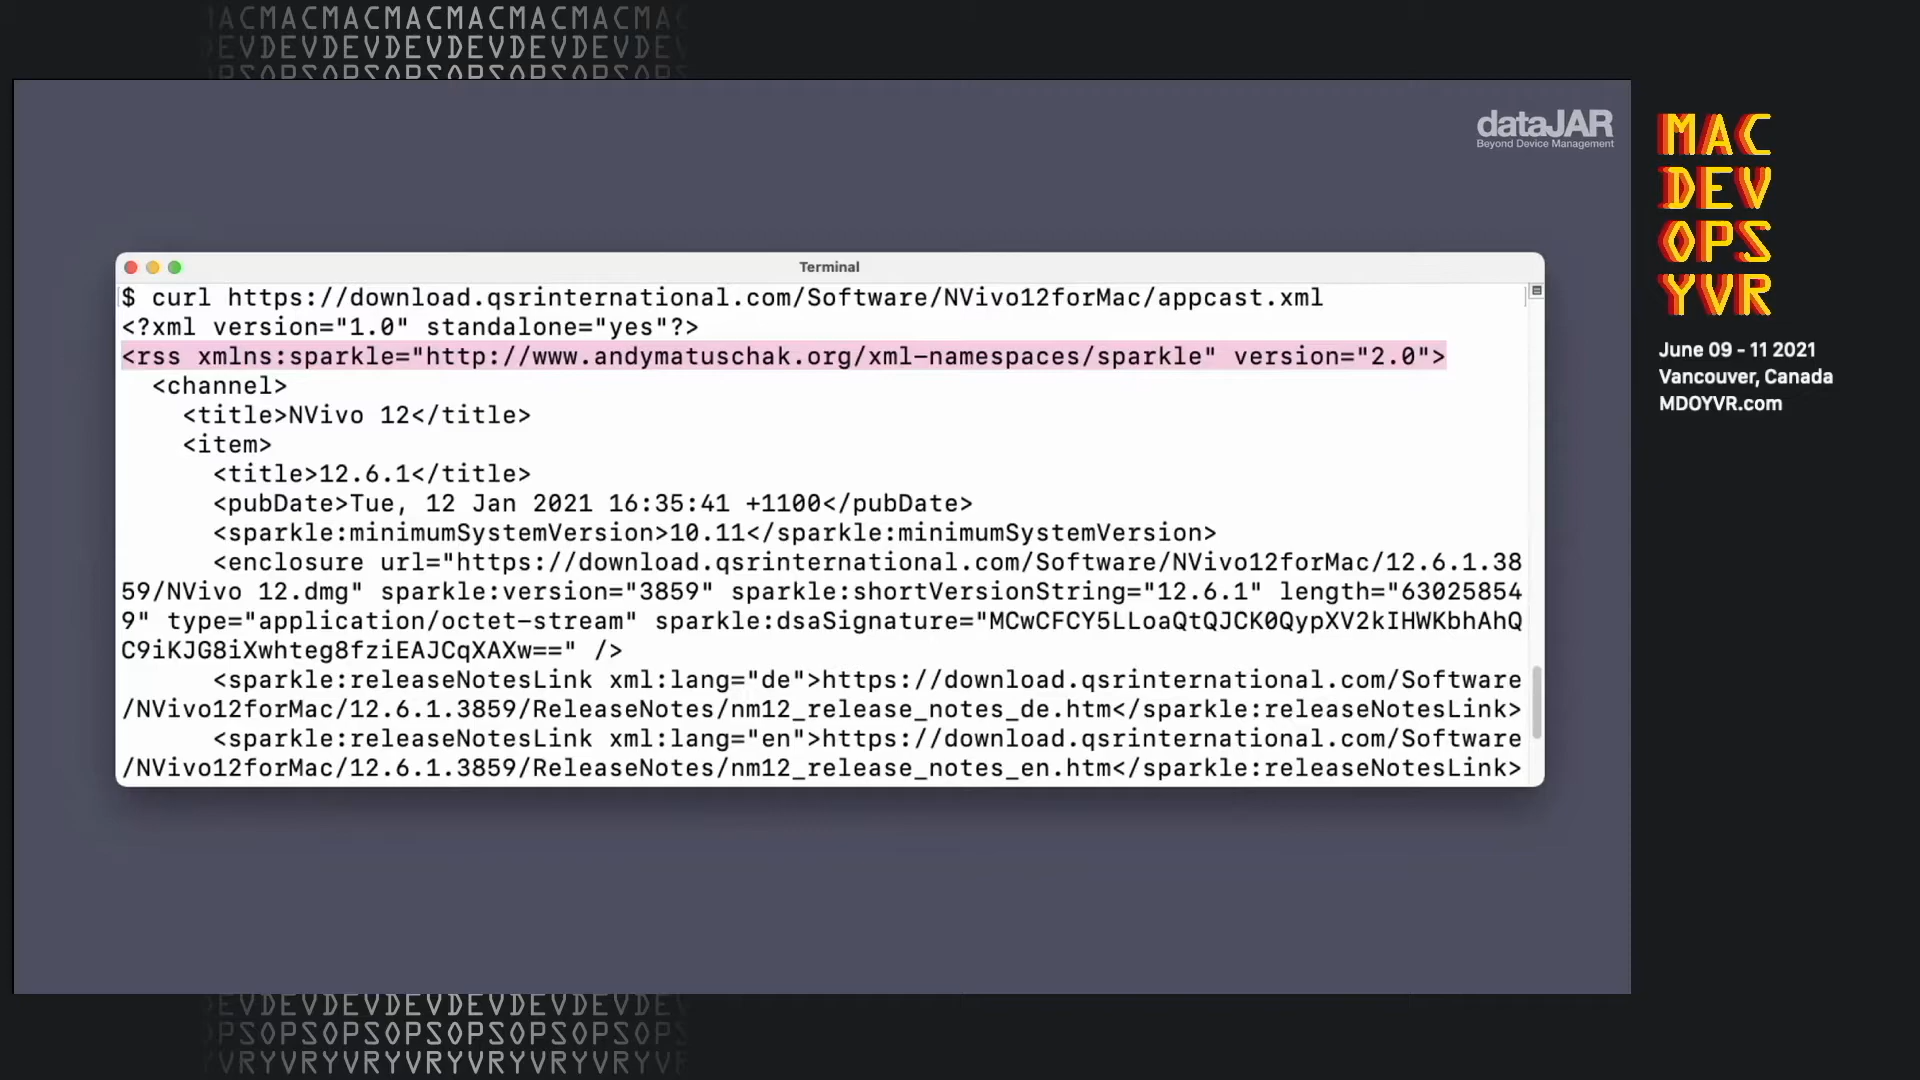 ACMACMACMACMACMACMACMAC
EVDEVDEVDEVDEVDEVDEVDE
OPSOPSOPSOPSOPSOPSOPS
dataJAR
Beyond Device Management
Terminal
$ curl https://download.qsrinternational.com/Software/NVivo12forMac/appcast.xml
<?xml version="1.0" standalone="yes"?>
<rss xmlns:sparkle="http://www.andymatuschak.org/xml-namespaces/sparkle" version="2.0">
<channel>
<title>NVivo 12</title>
<item>
<title>12.6.1</title>
<pubDate>Tue, 12 Jan 2021 16:35:41 +1100</pubDate>
<sparkle:minimumSystemVersion>10.11</sparkle:minimumSystemVersion>
<enclosure url="https://download.qsrinternational.com/Software/NVivo12forMac/12.6.1.38
59/NVivo 12.dmg" sparkle:version="3859" sparkle:shortVersionString="12.6.1" length="63025854
9" type="application/octet-stream" sparkle:dsaSignature="MCwCFCY5LLoaQtQJCK0QypXV2kIHWKbhAhQ
C9iKJG8iXwhteg8fziEAJCqXAXw==" />
<sparkle:releaseNotesLink xml:lang="de">https://download.qsrinternational.com/Software
/NVivo12forMac/12.6.1.3859/ReleaseNotes/nm12_release_notes_de.htm</sparkle:releaseNotesLink>
<sparkle:releaseNotesLink xml:lang="en">https://download.qsrinternational.com/Software
/NVivo12forMac/12.6.1.3859/ReleaseNotes/nm12_release_notes_en.htm</sparkle:releaseNotesLink>
MAC
DEV
OPS
YVR
June 09 - 11 2021
Vancouver, Canada
MDOYVR.com
EVDEVDEVDEVDEVDEVDEVDE
OPSOPSOPSOPSOPSOPSOPS
YVRYVRYVRYVRYVRYVRYVR